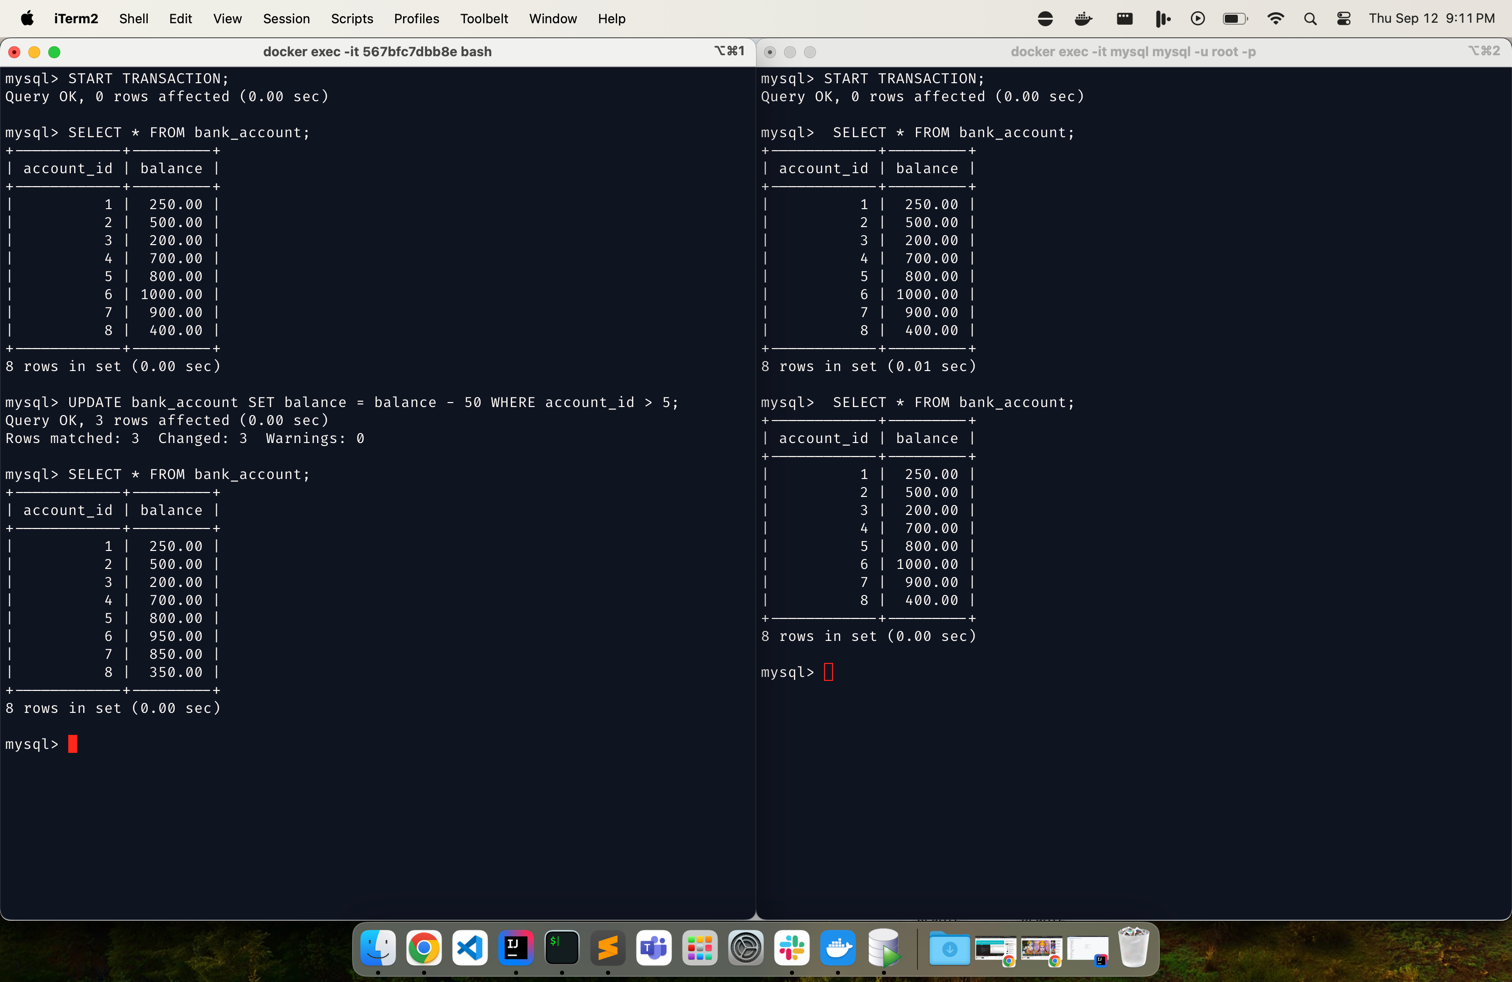 iTerm2 Shell Edit View Session Scripts Profiles Toolbelt Window Help Thu Sep 12 9:11 PM
docker exec -it 567bfc7dbb8e bash ⌥⌘1
mysql> START TRANSACTION;
Query OK, 0 rows affected (0.00 sec)
mysql> SELECT * FROM bank_account;
+------------+---------+
| account_id | balance |
+------------+---------+
| 1 | 250.00 |
| 2 | 500.00 |
| 3 | 200.00 |
| 4 | 700.00 |
| 5 | 800.00 |
| 6 | 1000.00 |
| 7 | 900.00 |
| 8 | 400.00 |
+------------+---------+
8 rows in set (0.00 sec)
mysql> UPDATE bank_account SET balance = balance - 50 WHERE account_id > 5;
Query OK, 3 rows affected (0.00 sec)
Rows matched: 3 Changed: 3 Warnings: 0
mysql> SELECT * FROM bank_account;
+------------+---------+
| account_id | balance |
+------------+---------+
| 1 | 250.00 |
| 2 | 500.00 |
| 3 | 200.00 |
| 4 | 700.00 |
| 5 | 800.00 |
| 6 | 950.00 |
| 7 | 850.00 |
| 8 | 350.00 |
+------------+---------+
8 rows in set (0.00 sec)
mysql>
docker exec -it mysql mysql -u root -p ⌥⌘2
mysql> START TRANSACTION;
Query OK, 0 rows affected (0.00 sec)
mysql>  SELECT * FROM bank_account;
+------------+---------+
| account_id | balance |
+------------+---------+
| 1 | 250.00 |
| 2 | 500.00 |
| 3 | 200.00 |
| 4 | 700.00 |
| 5 | 800.00 |
| 6 | 1000.00 |
| 7 | 900.00 |
| 8 | 400.00 |
+------------+---------+
8 rows in set (0.01 sec)
mysql>  SELECT * FROM bank_account;
+------------+---------+
| account_id | balance |
+------------+---------+
| 1 | 250.00 |
| 2 | 500.00 |
| 3 | 200.00 |
| 4 | 700.00 |
| 5 | 800.00 |
| 6 | 1000.00 |
| 7 | 900.00 |
| 8 | 400.00 |
+------------+---------+
8 rows in set (0.00 sec)
mysql>
IJ
$
T